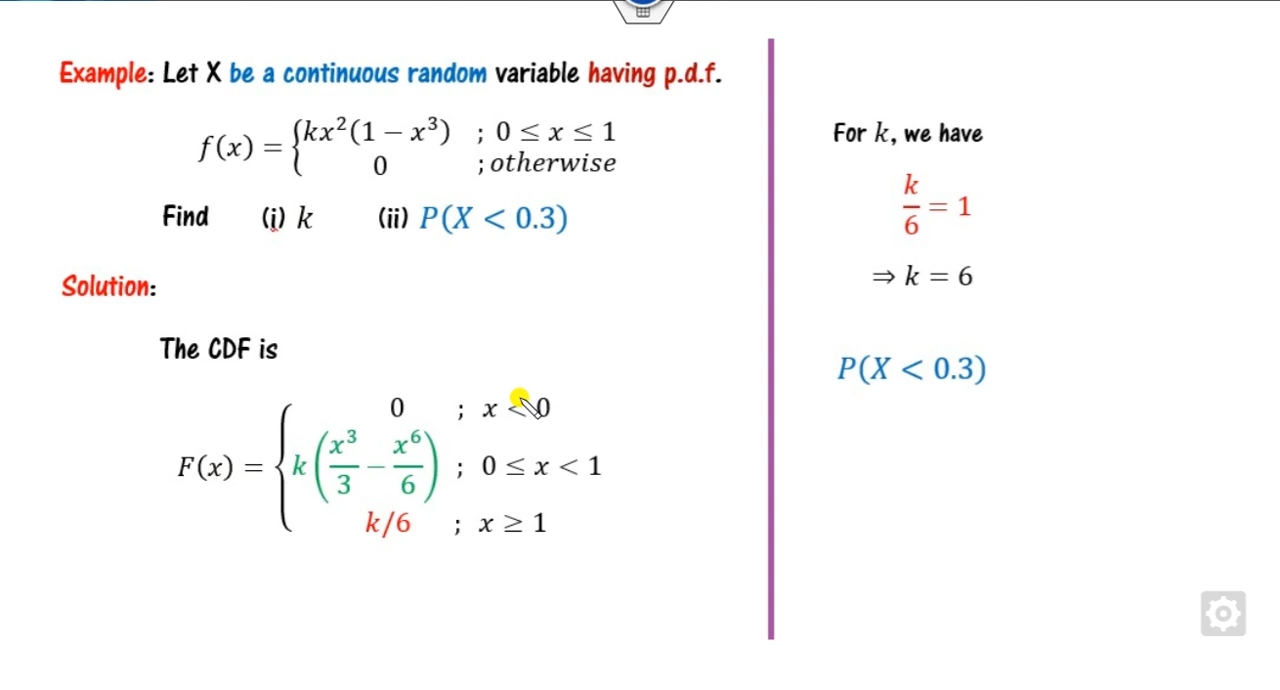 Example: Let X be a continuous random variable having p.d.f.
f(x) = {kx²(1 − x³) ; 0 ≤ x ≤ 1
0 ; otherwise
Find (i) k (ii) P(X < 0.3)
Solution:
The CDF is
0 ; x < 0
F(x) = { k(x³/3 − x⁶/6) ; 0 ≤ x < 1
k/6 ; x ≥ 1
For k, we have
k/6 = 1
⇒ k = 6
P(X < 0.3)